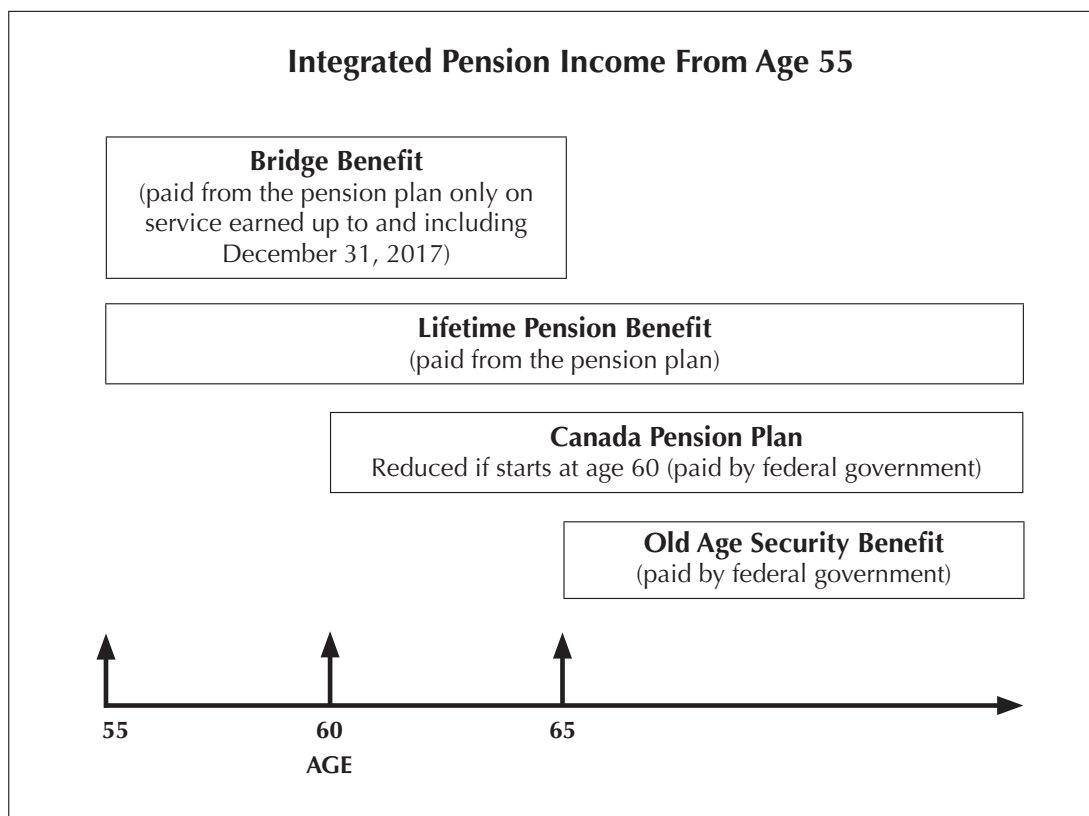 Integrated Pension Income From Age 55
Bridge Benefit
(paid from the pension plan only on
service earned up to and including
December 31, 2017)
Lifetime Pension Benefit
(paid from the pension plan)
Canada Pension Plan
Reduced if starts at age 60 (paid by federal government)
Old Age Security Benefit
(paid by federal government)
55 60 65
AGE